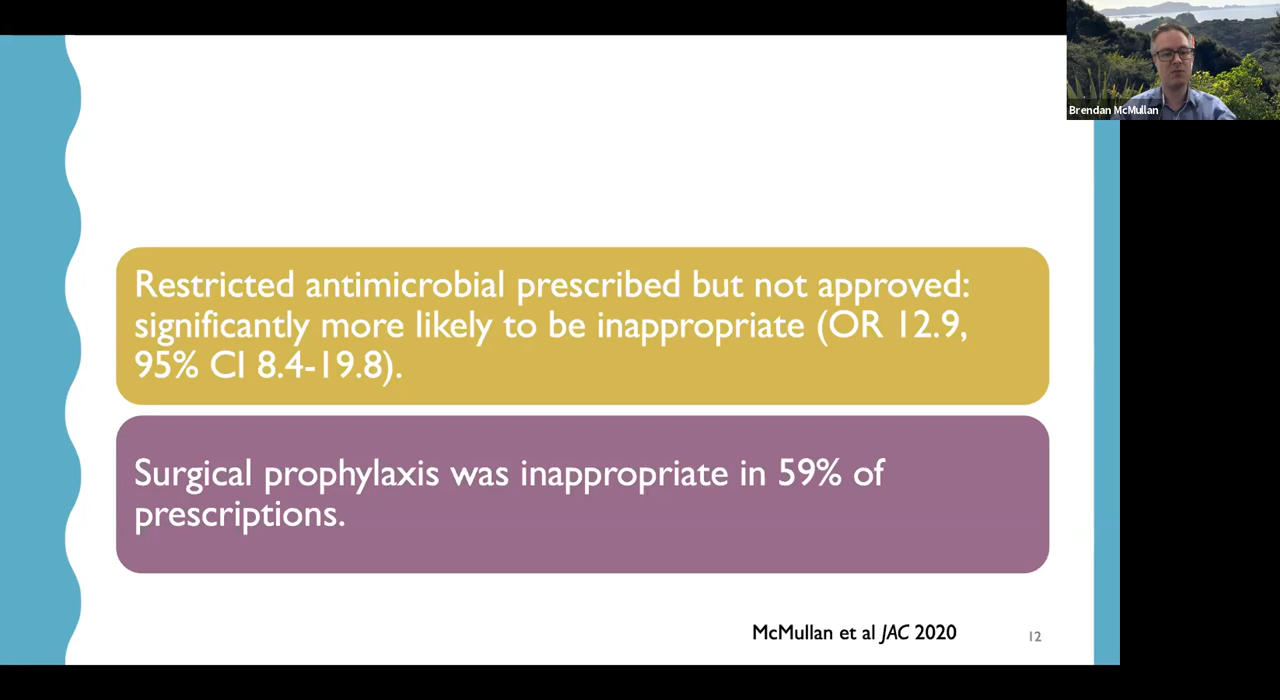 Brendan McMullan
Restricted antimicrobial prescribed but not approved:
significantly more likely to be inappropriate (OR 12.9,
95% CI 8.4-19.8).
Surgical prophylaxis was inappropriate in 59% of
prescriptions.
McMullan et al JAC 2020
12